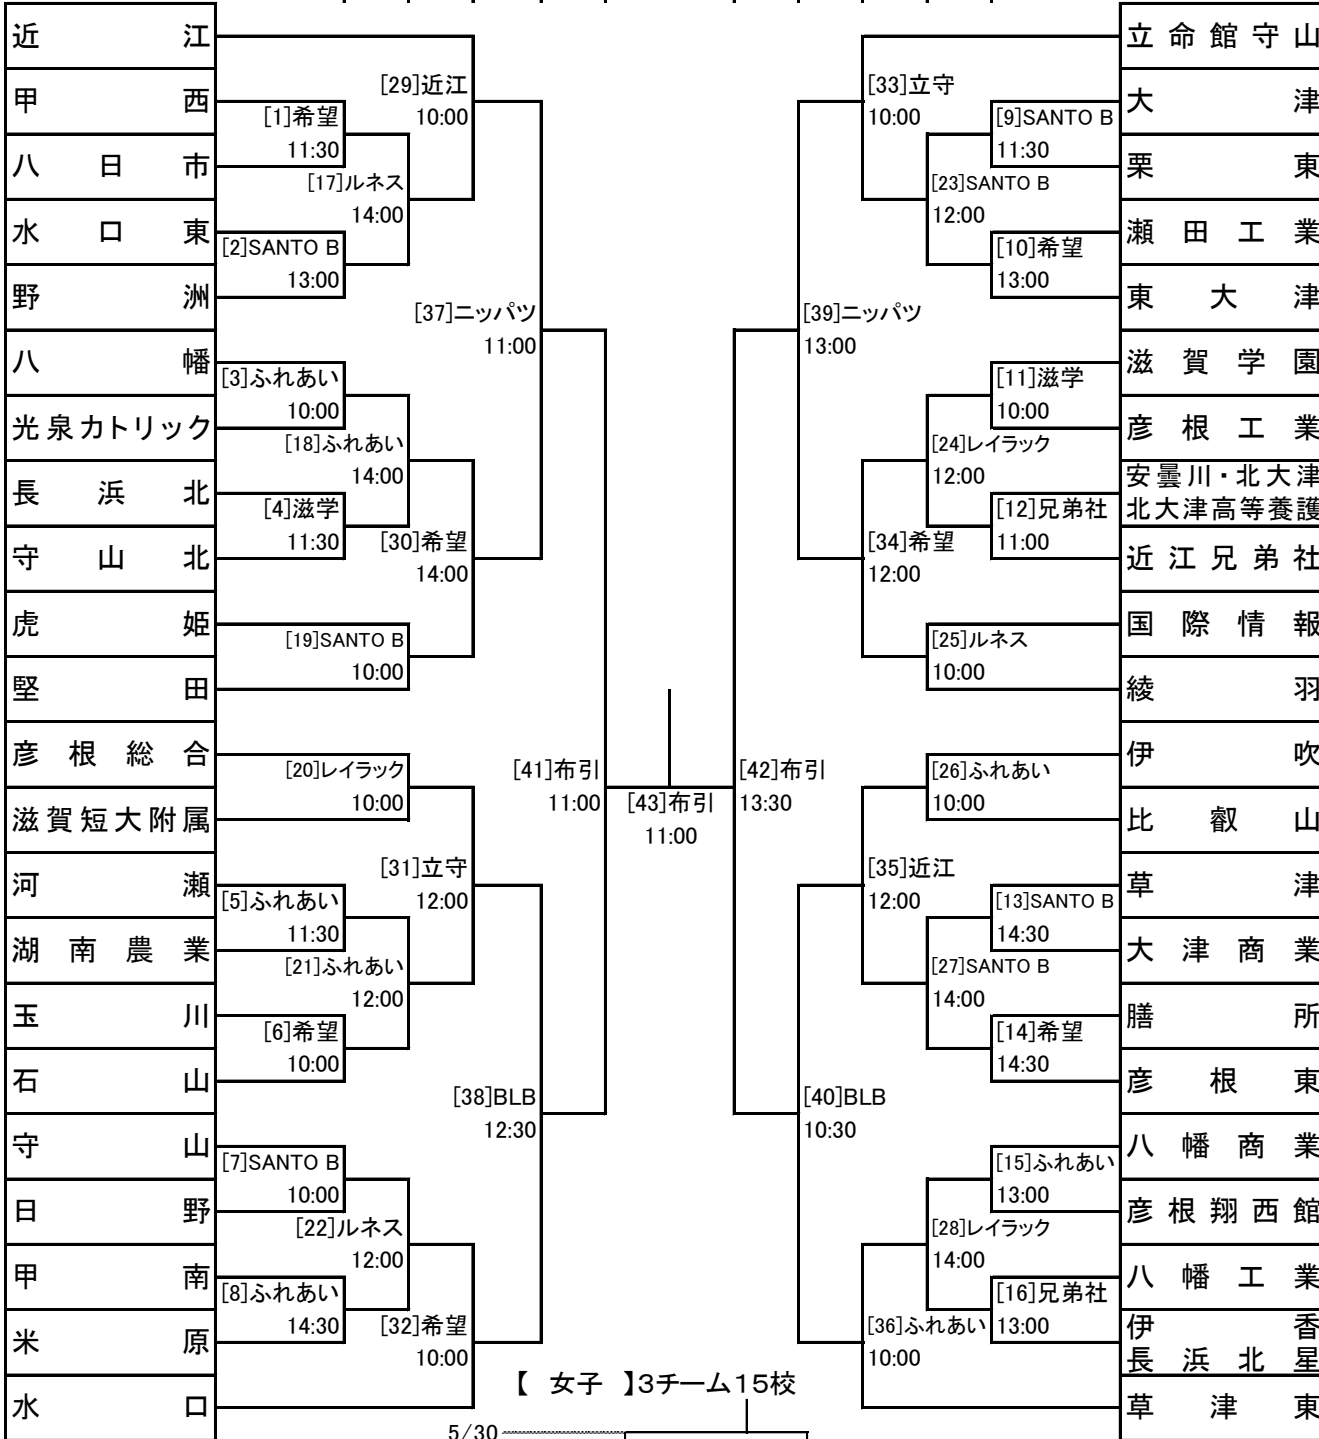 近江
甲西
八日市
水口東
野洲
八幡
光泉カトリック
長浜北
守山北
虎姫
堅田
彦根総合
滋賀短大附属
河瀬
湖南農業
玉川
石山
守山
日野
甲南
米原
水口
[1]希望
11:30
[2]SANTO B
13:00
[3]ふれあい
10:00
[4]滋学
11:30
[5]ふれあい
11:30
[6]希望
10:00
[7]SANTO B
10:00
[8]ふれあい
14:30
[17]ルネス
14:00
[18]ふれあい
14:00
[19]SANTO B
10:00
[20]レイラック
10:00
[21]ふれあい
12:00
[22]ルネス
12:00
[29]近江
10:00
[30]希望
14:00
[31]立守
12:00
[32]希望
10:00
[37]ニッパツ
11:00
[38]BLB
12:30
[41]布引
11:00
[43]布引
11:00
[42]布引
13:30
[39]ニッパツ
13:00
[40]BLB
10:30
[33]立守
10:00
[34]希望
12:00
[35]近江
12:00
[36]ふれあい
10:00
[23]SANTO B
12:00
[24]レイラック
12:00
[25]ルネス
10:00
[26]ふれあい
10:00
[27]SANTO B
14:00
[28]レイラック
14:00
[9]SANTO B
11:30
[10]希望
13:00
[11]滋学
10:00
[12]兄弟社
11:00
[13]SANTO B
14:30
[14]希望
14:30
[15]ふれあい
13:00
[16]兄弟社
13:00
立命館守山
大津
栗東
瀬田工業
東大津
滋賀学園
彦根工業
安曇川・北大津
北大津高等養護
近江兄弟社
国際情報
綾羽
伊吹
比叡山
草津
大津商業
膳所
彦根東
八幡商業
彦根翔西館
八幡工業
伊香
長浜北星
草津東
【 女子 】3チーム15校
5/30